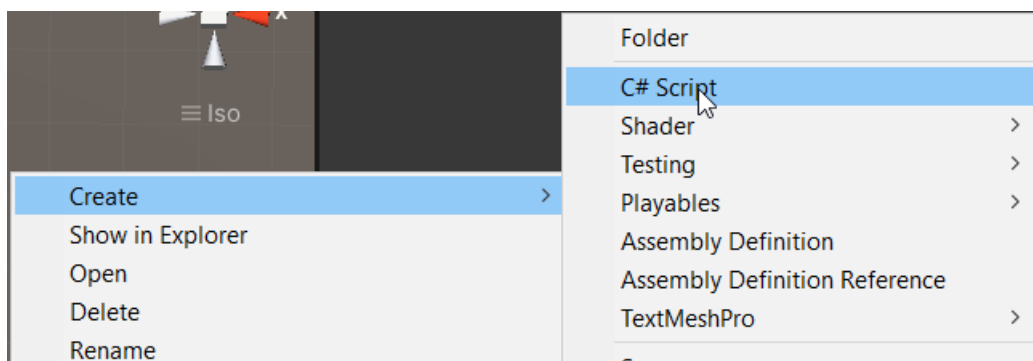 x
Iso
Create
Show in Explorer
Open
Delete
Rename
Folder
C# Script
Shader
Testing
Playables
Assembly Definition
Assembly Definition Reference
TextMeshPro